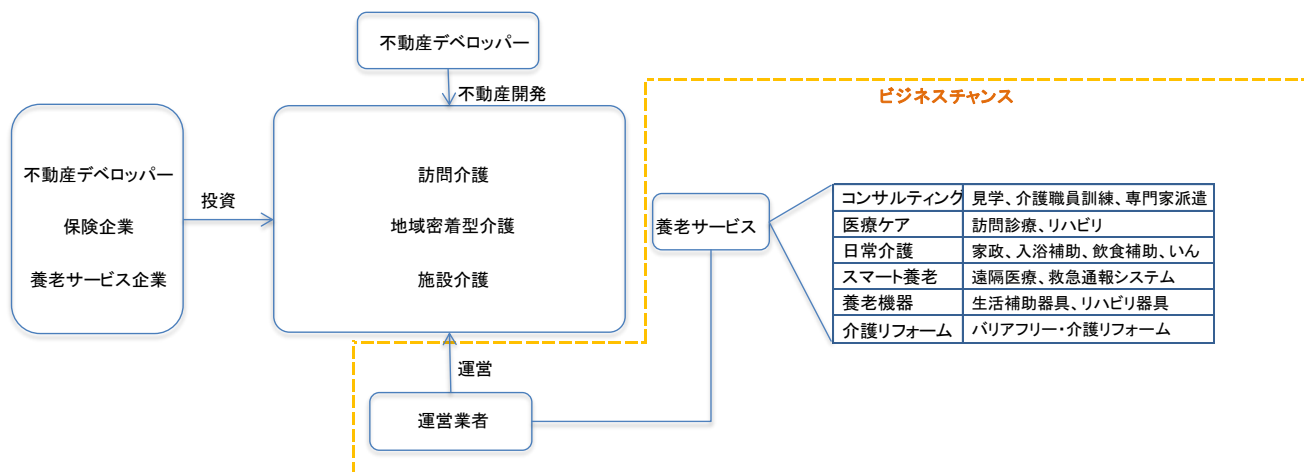 不動産デベロッパー
不動産開発
ビジネスチャンス
不動産デベロッパー
保険企業
養老サービス企業
投資
訪問介護
地域密着型介護
施設介護
養老サービス
コンサルティング 見学、介護職員訓練、専門家派遣
医療ケア 訪問診療、リハビリ
日常介護 家政、入浴補助、飲食補助、いん
スマート養老 遠隔医療、救急通報システム
養老機器 生活補助器具、リハビリ器具
介護リフォーム バリアフリー・介護リフォーム
運営
運営業者